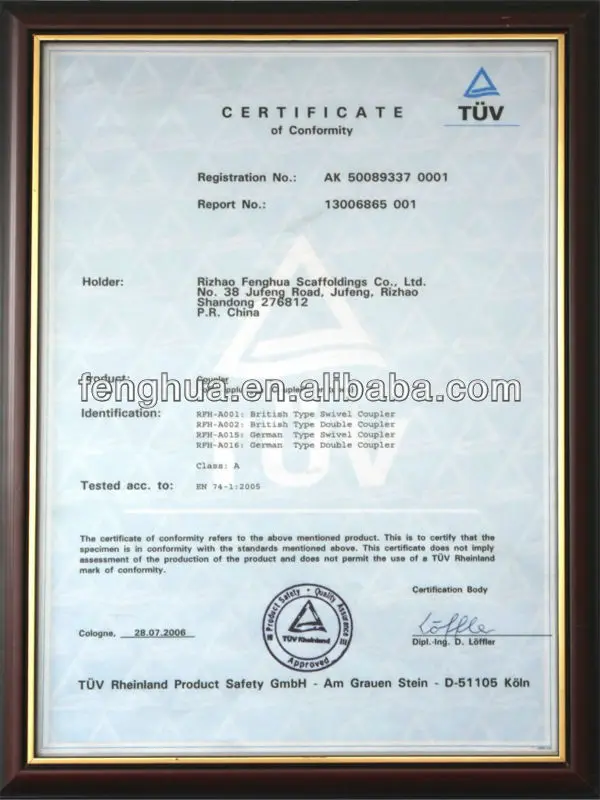 TÜV
CERTIFICATE
of Conformity
Registration No.: AK 50089337 0001
Report No.: 13006865 001
Holder: Rizhao Fenghua Scaffoldings Co., Ltd.
No. 38 Jufeng Road, Jufeng, Rizhao
Shandong 276812
P.R. China
Product: Coupler
fenghua.en.alibaba.com
Identification: RFH-A001: British Type Swivel Coupler
RFH-A002: British Type Double Coupler
RFH-A015: German Type Swivel Coupler
RFH-A016: German Type Double Coupler
Class: A
TÜV
Tested acc. to: EN 74-1:2005
The certificate of conformity refers to the above mentioned product. This is to certify that the
specimen is in conformity with the standards mentioned above. This certificate does not imply
assessment of the production of the product and does not permit the use of a TÜV Rheinland
mark of conformity.
Certification Body
Product Safety - Quality Assurance
TÜV Rheinland
Approved
Cologne, 28.07.2006
Löffle
Dipl.-Ing. D. Löffler
TÜV Rheinland Product Safety GmbH - Am Grauen Stein - D-51105 Köln